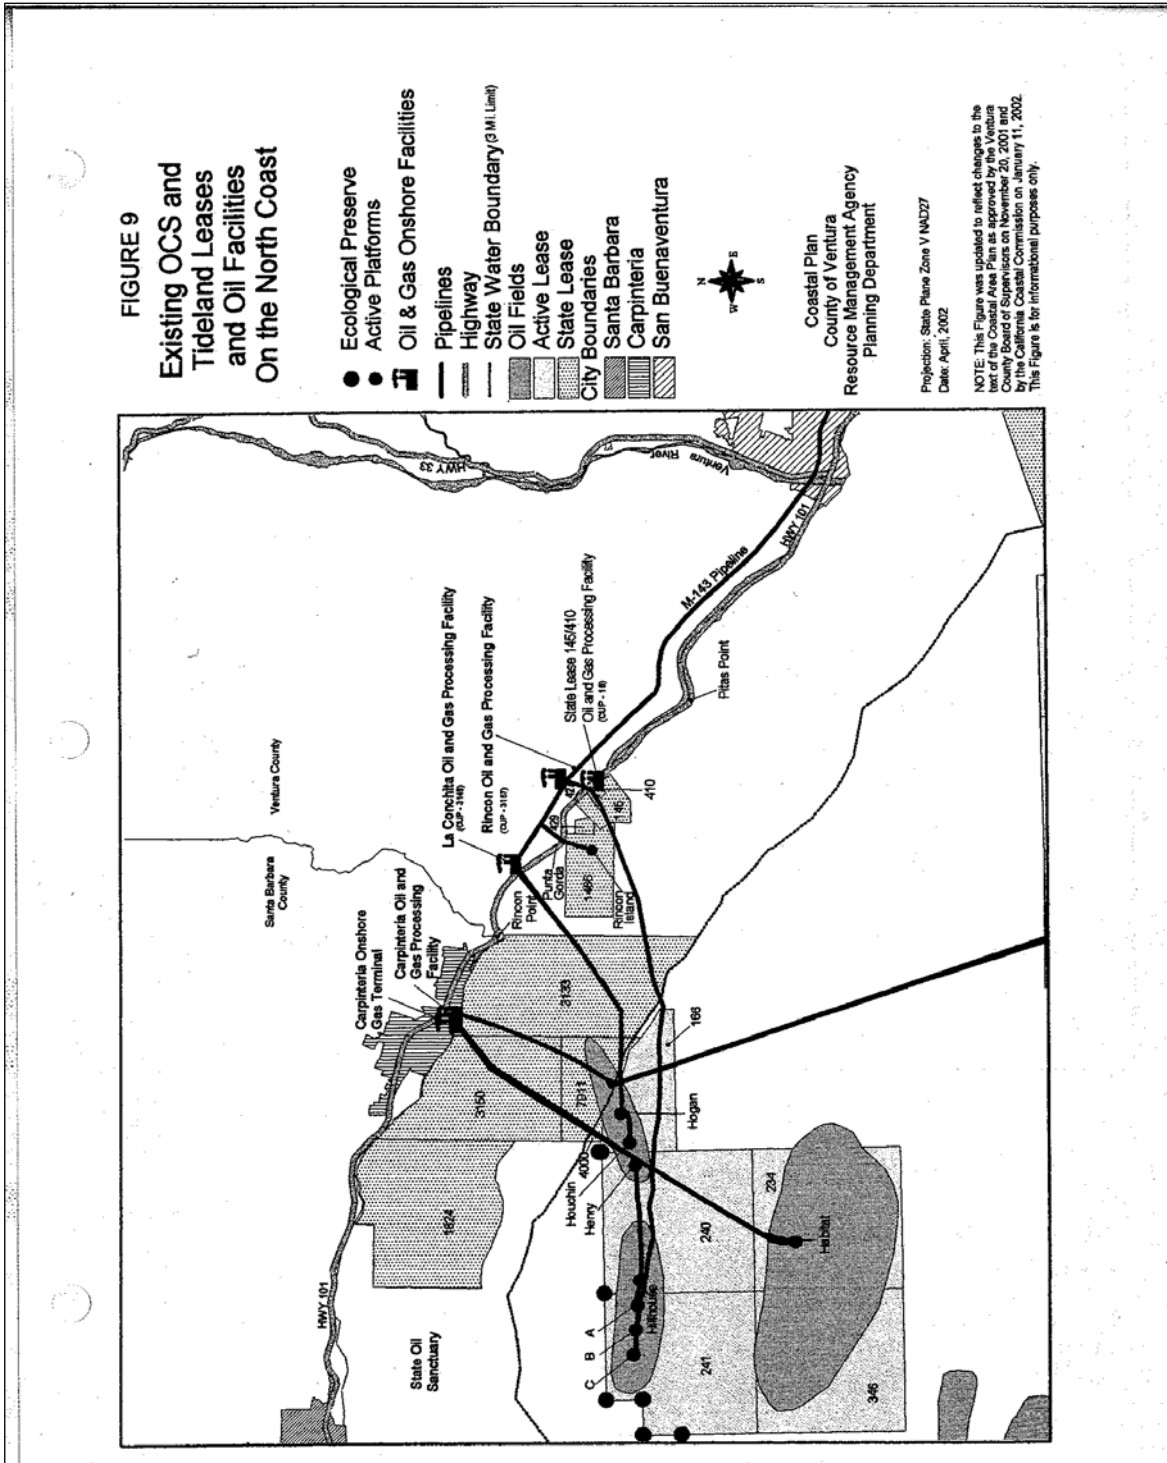 FIGURE 9
Existing OCS and
Tideland Leases
and Oil Facilities
On the North Coast
Ecological Preserve
Active Platforms
Oil & Gas Onshore Facilities
Pipelines
Highway
State Water Boundary (3 Mi. Limit)
Oil Fields
Active Lease
State Lease
City Boundaries
Santa Barbara
Carpinteria
San Buenaventura
N
E
S
W
Coastal Plan
County of Ventura
Resource Management Agency
Planning Department
Projection: State Plane Zone V NAD27
Date: April, 2002
NOTE: This Figure was updated to reflect changes to the
text of the Coastal Area Plan as approved by the Ventura
County Board of Supervisors on November 20, 2001 and
by the California Coastal Commission on January 11, 2002.
This Figure is for informational purposes only.
HWY 33
Ventura
River
HWY 101
M-143 Pipeline
Pitas Point
Ventura County
Santa Barbara
County
La Conchita Oil and Gas Processing Facility
(CUP - 3145)
Rincon Oil and Gas Processing Facility
(CUP - 3157)
State Lease 145/410
Oil and Gas Processing Facility
(CUP - 18)
Carpinteria Onshore
Gas Terminal
Carpinteria Oil and
Gas Processing
Facility
Rincon
Point
Punta
Gorda
Rincon
Island
429
145
410
1466
3133
3150
7911
4000
166
1824
Hogan
Houchin
Henry
Hillhouse
A
B
C
240
241
234
346
Habitat
HWY 101
State Oil
Sanctuary